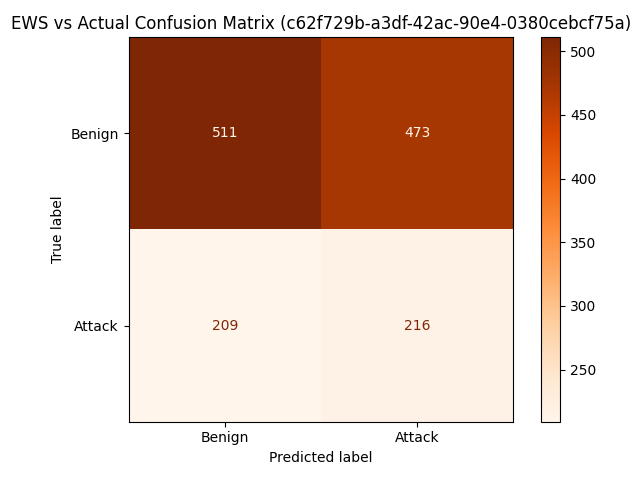 EWS vs Actual Confusion Matrix (c62f729b-a3df-42ac-90e4-0380cebcf75a)
True label
Benign
511
473
Attack
209
216
Benign
Attack
Predicted label
500
450
400
350
300
250